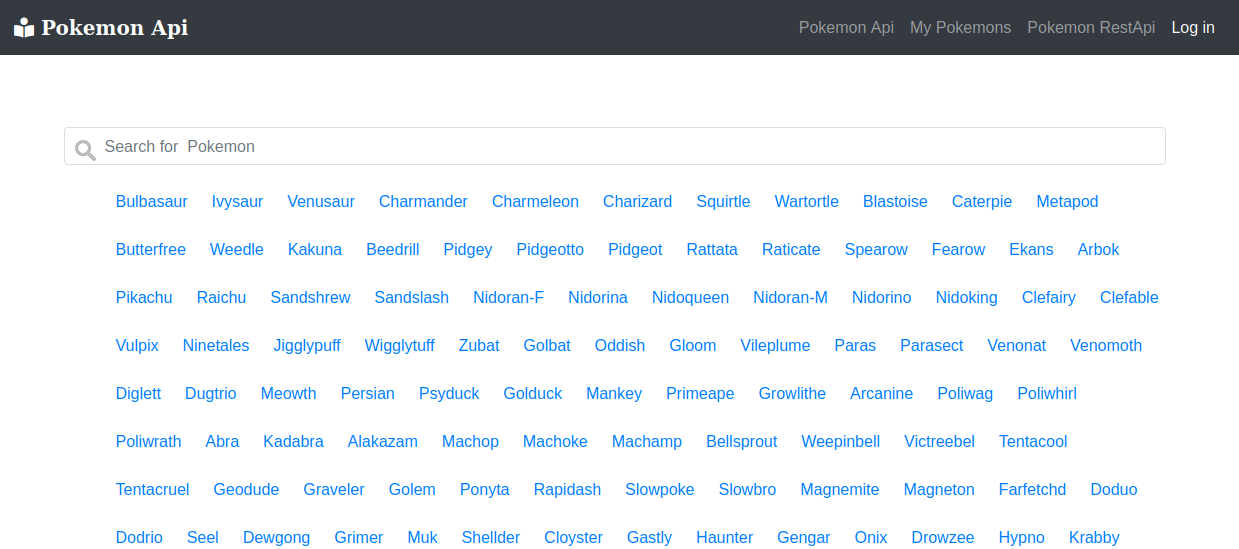 Pokemon Api Pokemon Api My Pokemons Pokemon RestApi Log in
Search for Pokemon
Bulbasaur Ivysaur Venusaur Charmander Charmeleon Charizard Squirtle Wartortle Blastoise Caterpie Metapod
Butterfree Weedle Kakuna Beedrill Pidgey Pidgeotto Pidgeot Rattata Raticate Spearow Fearow Ekans Arbok
Pikachu Raichu Sandshrew Sandslash Nidoran-F Nidorina Nidoqueen Nidoran-M Nidorino Nidoking Clefairy Clefable
Vulpix Ninetales Jigglypuff Wigglytuff Zubat Golbat Oddish Gloom Vileplume Paras Parasect Venonat Venomoth
Diglett Dugtrio Meowth Persian Psyduck Golduck Mankey Primeape Growlithe Arcanine Poliwag Poliwhirl
Poliwrath Abra Kadabra Alakazam Machop Machoke Machamp Bellsprout Weepinbell Victreebel Tentacool
Tentacruel Geodude Graveler Golem Ponyta Rapidash Slowpoke Slowbro Magnemite Magneton Farfetchd Doduo
Dodrio Seel Dewgong Grimer Muk Shellder Cloyster Gastly Haunter Gengar Onix Drowzee Hypno Krabby